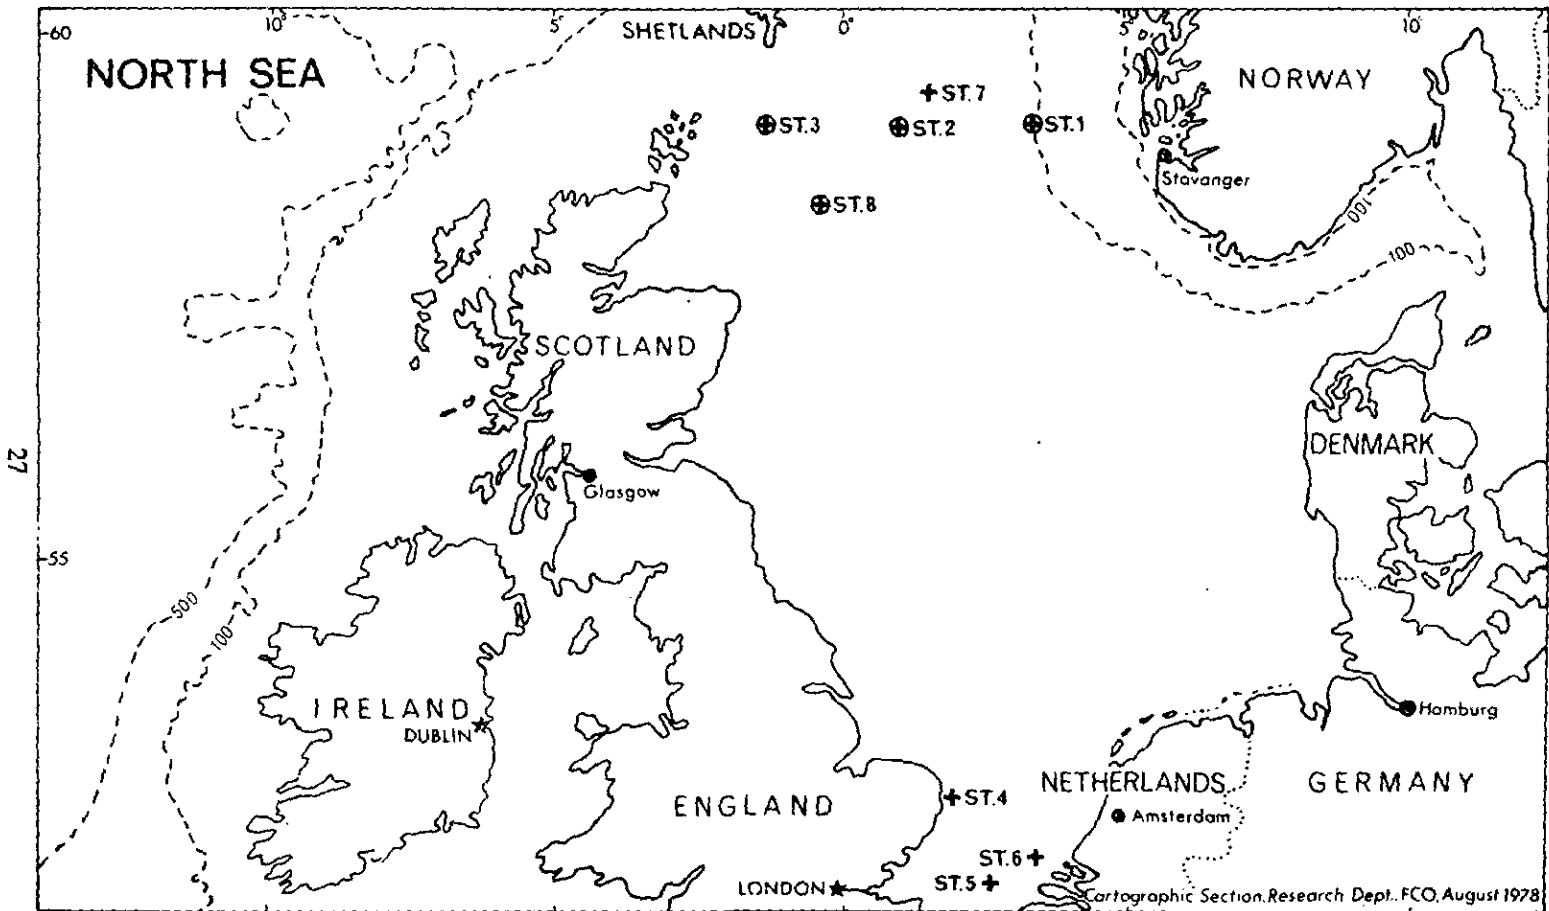 10°
5°
0°
5°
10°
60
SHETLANDS
NORTH SEA
NORWAY
ST.7
ST.3
ST.2
ST.1
Stavanger
ST.8
100
100
SCOTLAND
DENMARK
27
Glasgow
55
500
100
IRELAND
DUBLIN
Hamburg
NETHERLANDS
GERMANY
ENGLAND
ST.4
Amsterdam
ST.6
ST.5
LONDON
Cartographic Section, Research Dept., FCO, August 1978